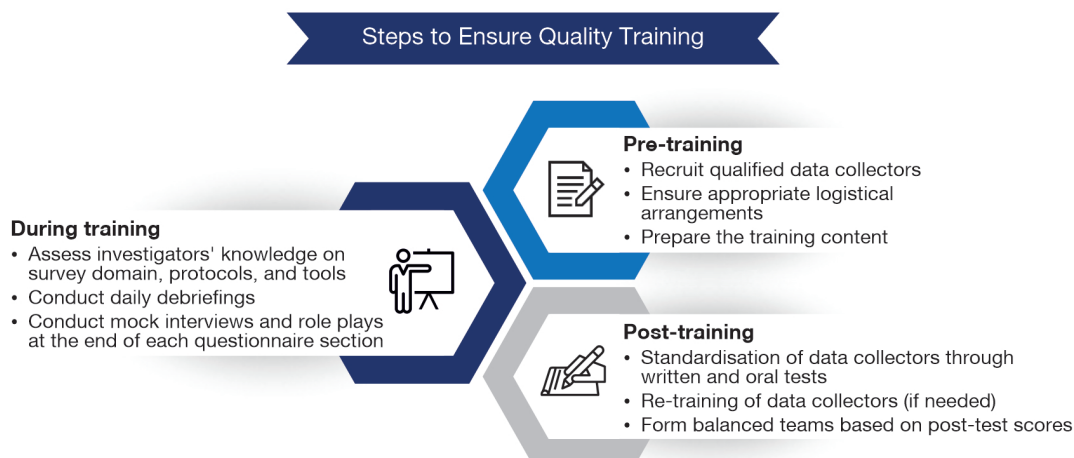 Steps to Ensure Quality Training
Pre-training
• Recruit qualified data collectors
• Ensure appropriate logistical
arrangements
• Prepare the training content
During training
• Assess investigators' knowledge on
survey domain, protocols, and tools
• Conduct daily debriefings
• Conduct mock interviews and role plays
at the end of each questionnaire section
Post-training
• Standardisation of data collectors through
written and oral tests
• Re-training of data collectors (if needed)
• Form balanced teams based on post-test scores